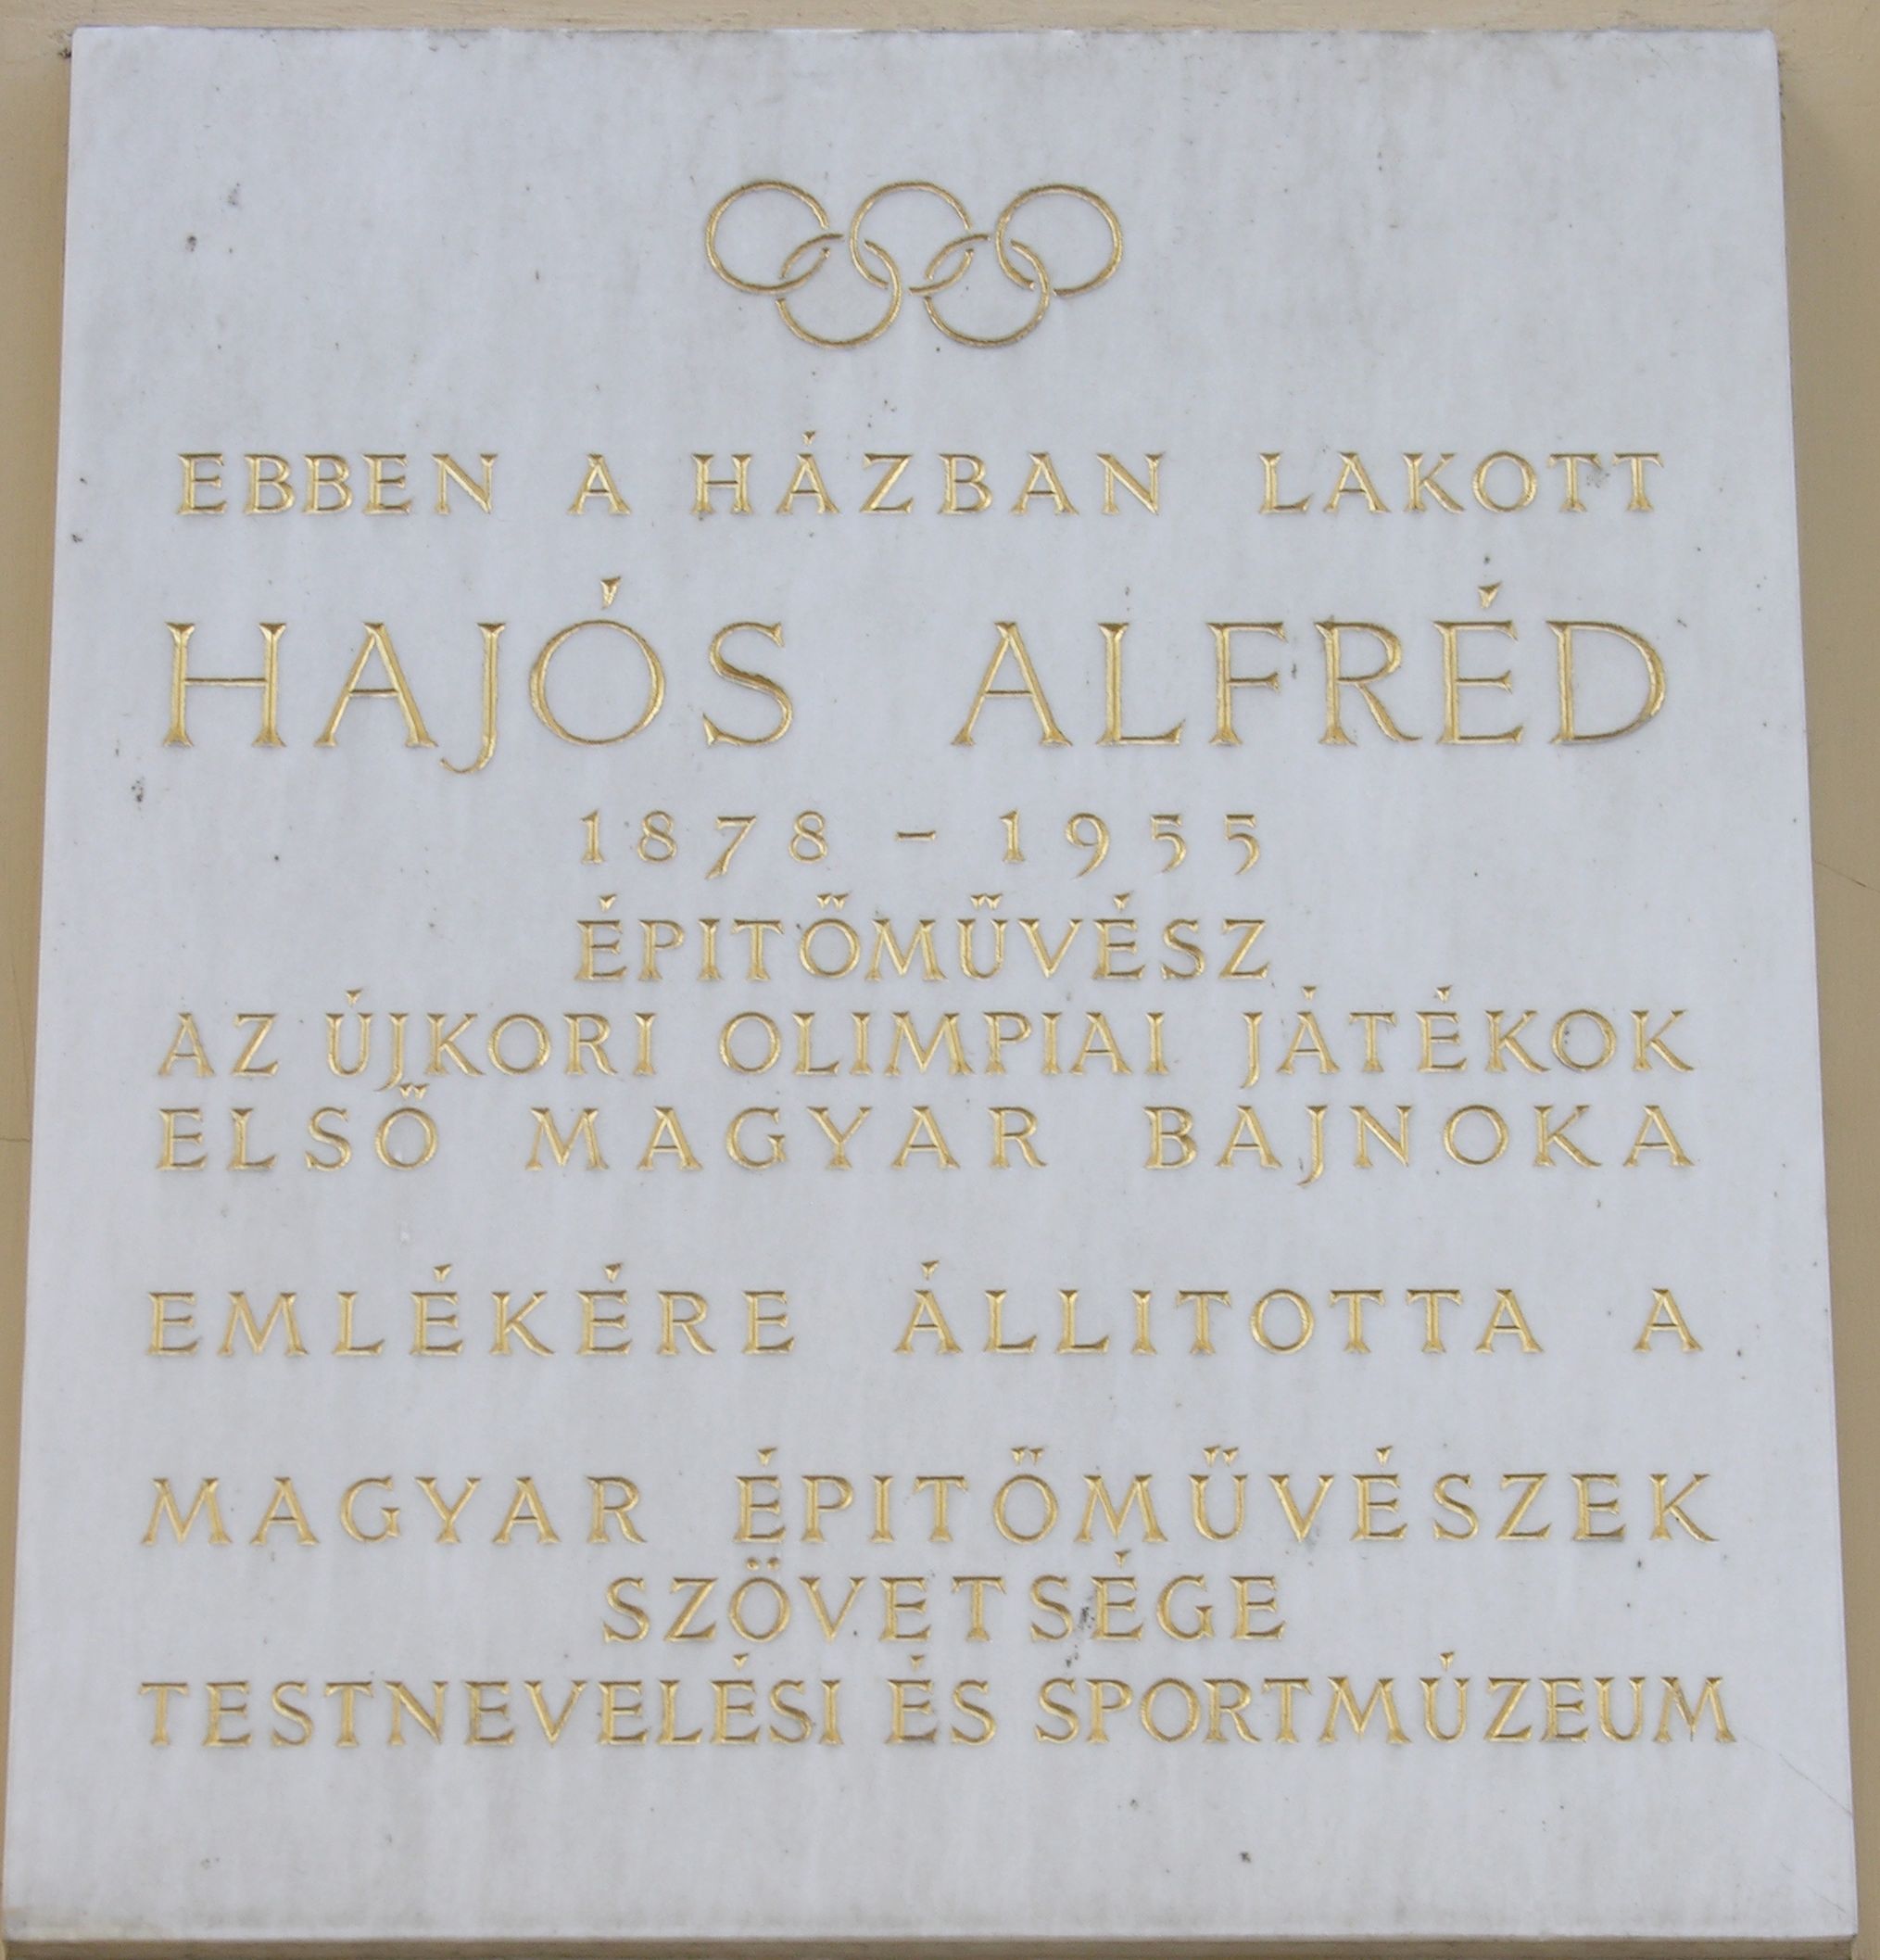 EBBEN A HÁZBAN LAKOTT
HAJÓS ALFRÉD
1878 - 1955
ÉPITŐMŰVÉSZ
AZ ÚJKORI OLIMPIAI JÁTÉKOK
ELSŐ MAGYAR BAJNOKA
EMLÉKÉRE ÁLLITOTTA A
MAGYAR ÉPITŐMŰVÉSZEK
SZÖVETSÉGE
TESTNEVELÉSI ÉS SPORTMÚZEUM